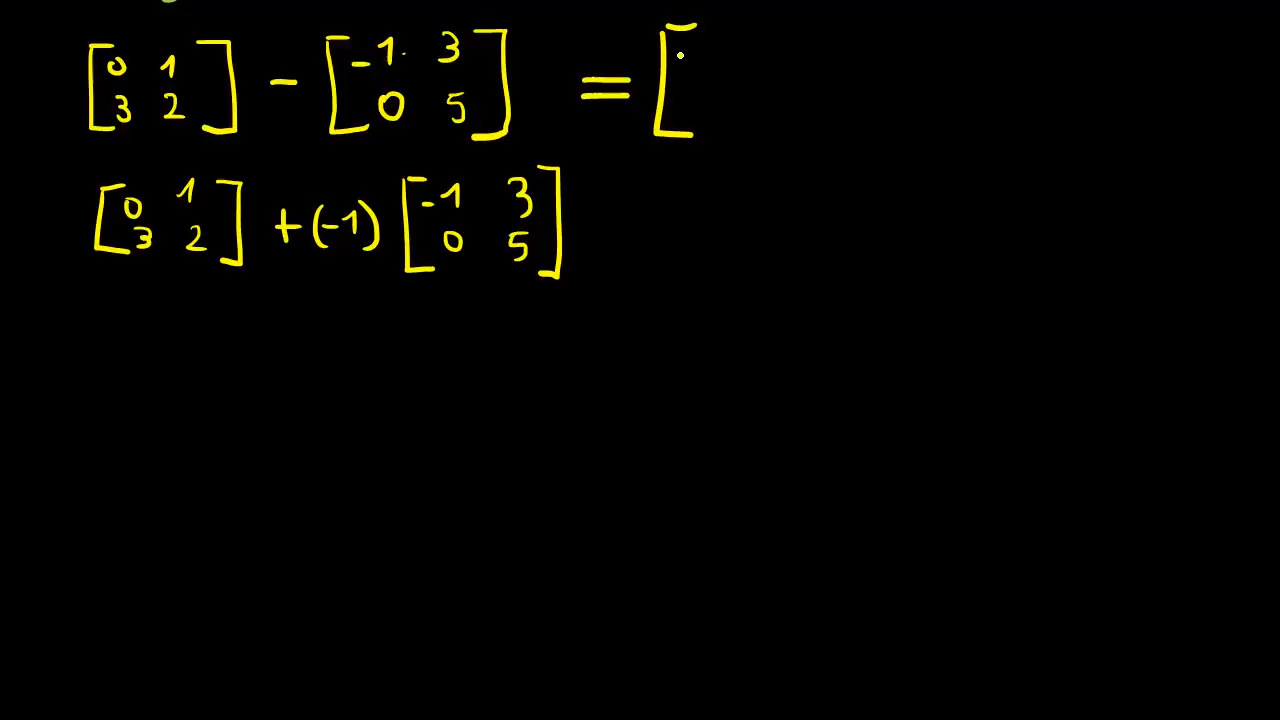 [0 1 3 2] - [-1 3 0 5] = [
[0 1 3 2] + (-1) [-1 3 0 5]